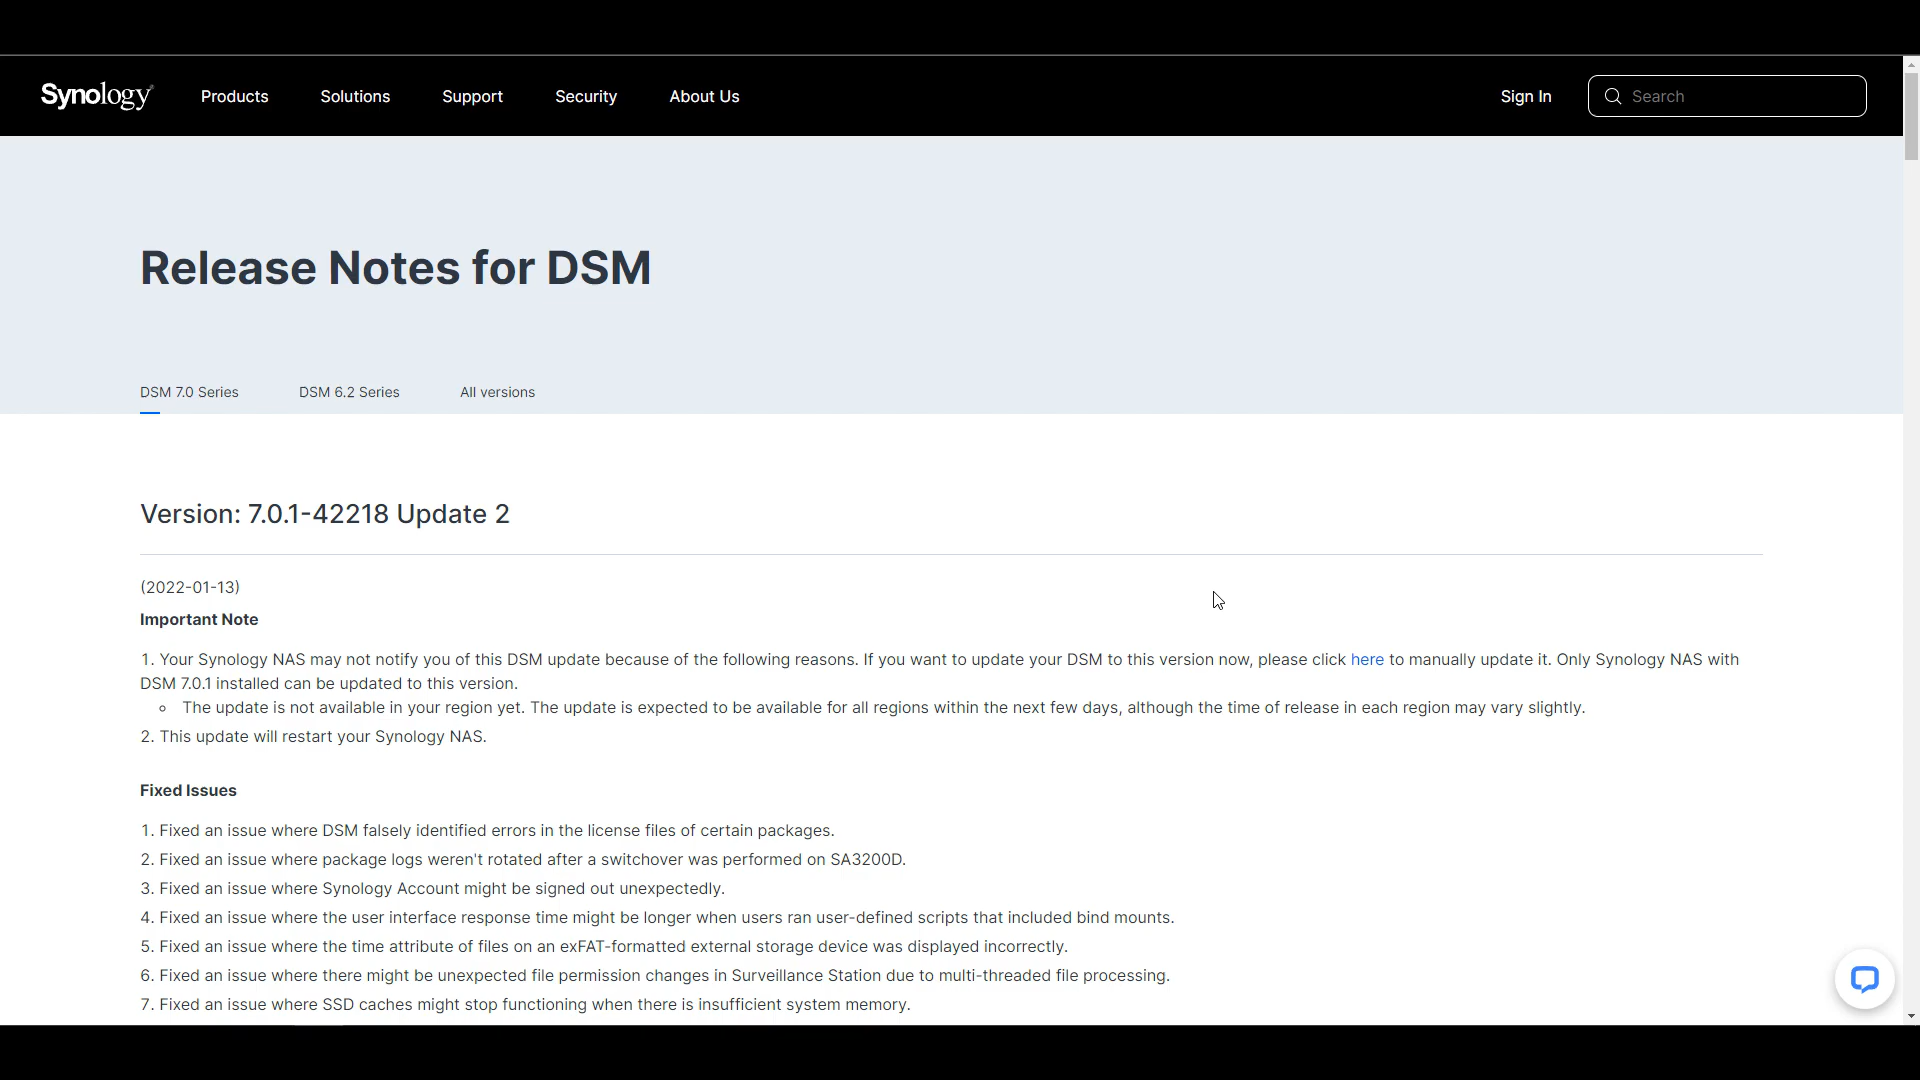 Synology
Products
Solutions
Support
Security
About Us
Sign In
Search
Release Notes for DSM
DSM 7.0 Series
DSM 6.2 Series
All versions
Version: 7.0.1-42218 Update 2
(2022-01-13)
Important Note
1. Your Synology NAS may not notify you of this DSM update because of the following reasons. If you want to update your DSM to this version now, please click here to manually update it. Only Synology NAS with
DSM 7.0.1 installed can be updated to this version.
The update is not available in your region yet. The update is expected to be available for all regions within the next few days, although the time of release in each region may vary slightly.
2. This update will restart your Synology NAS.
Fixed Issues
1. Fixed an issue where DSM falsely identified errors in the license files of certain packages.
2. Fixed an issue where package logs weren't rotated after a switchover was performed on SA3200D.
3. Fixed an issue where Synology Account might be signed out unexpectedly.
4. Fixed an issue where the user interface response time might be longer when users ran user-defined scripts that included bind mounts.
5. Fixed an issue where the time attribute of files on an exFAT-formatted external storage device was displayed incorrectly.
6. Fixed an issue where there might be unexpected file permission changes in Surveillance Station due to multi-threaded file processing.
7. Fixed an issue where SSD caches might stop functioning when there is insufficient system memory.